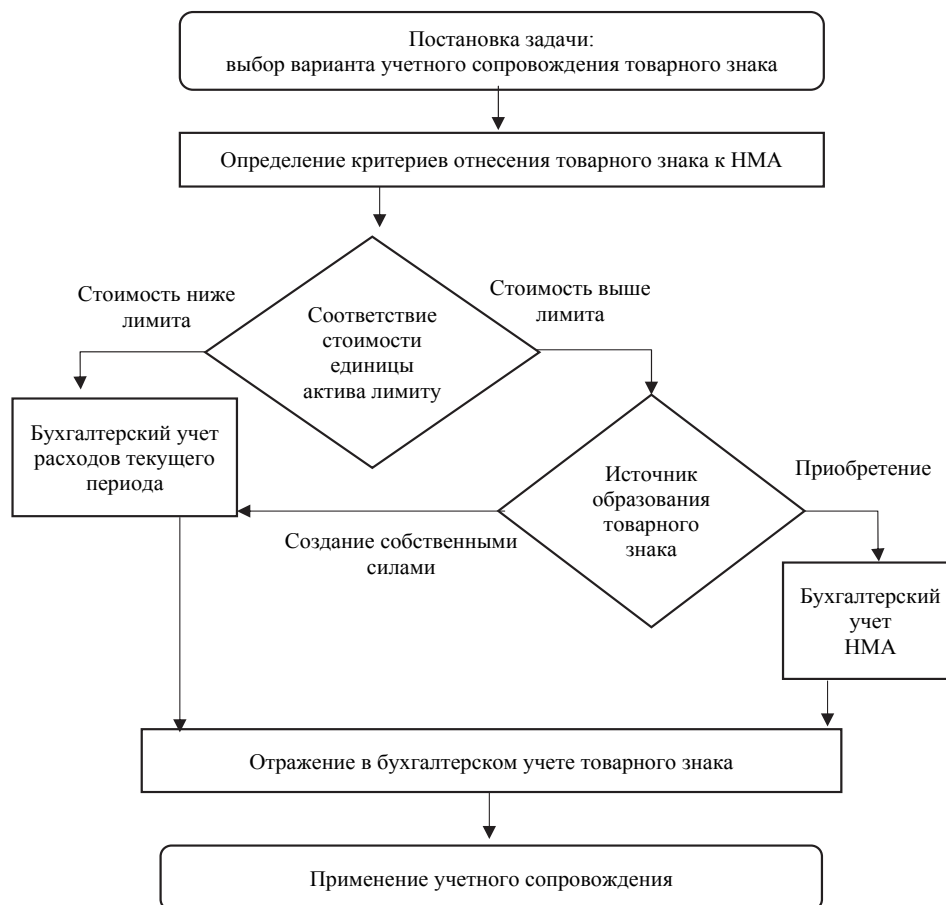 Постановка задачи:
выбор варианта учетного сопровождения товарного знака
Определение критериев отнесения товарного знака к НМА
Стоимость ниже
лимита
Стоимость выше
лимита
Соответствие
стоимости
единицы
актива лимиту
Бухгалтерский учет
расходов текущего
периода
Источник
образования
товарного
знака
Приобретение
Создание собственными
силами
Бухгалтерский
учет
НМА
Отражение в бухгалтерском учете товарного знака
Применение учетного сопровождения